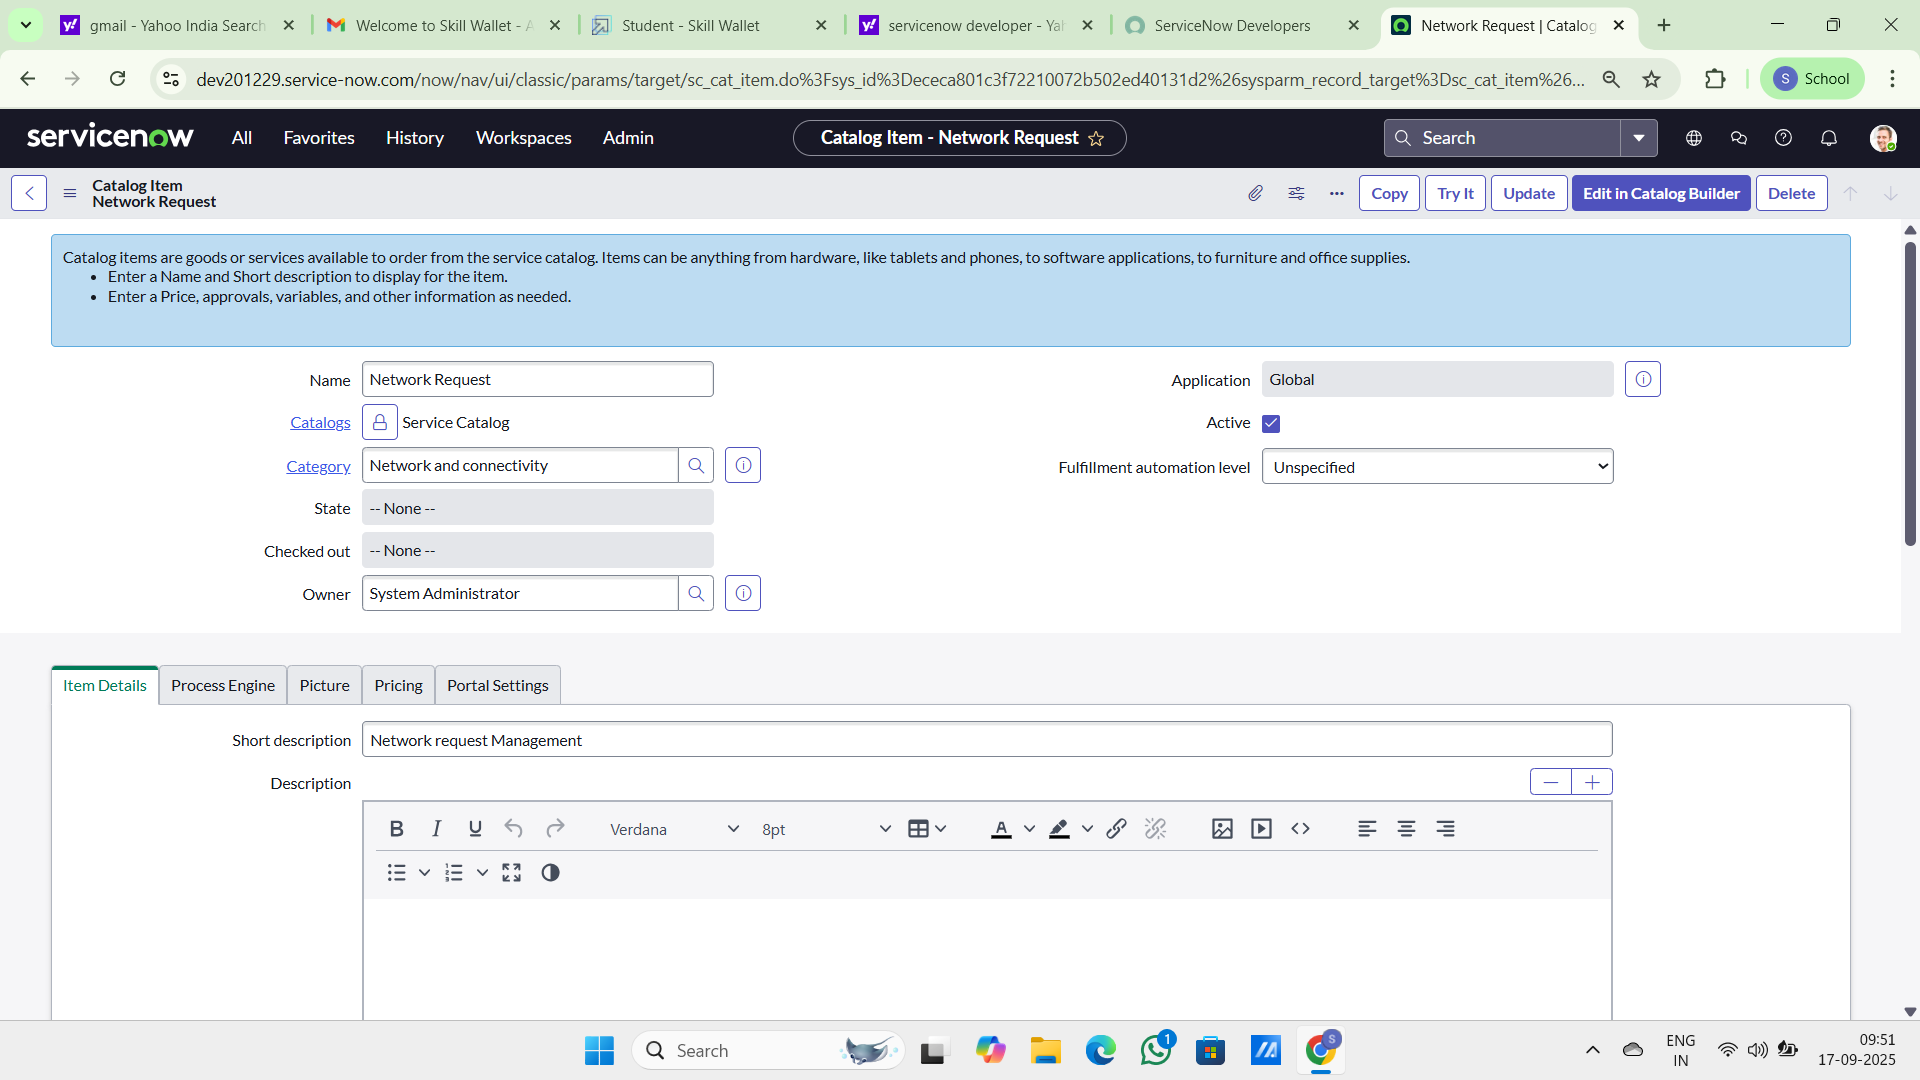 gmail - Yahoo India Search
Welcome to Skill Wallet - A
Student - Skill Wallet
servicenow developer - Yah
ServiceNow Developers
Network Request | Catalog
dev201229.service-now.com/now/nav/ui/classic/params/target/sc_cat_item.do%3Fsys_id%3Dececa801c3f72210072b502ed40131d2%26sysparm_record_target%3Dsc_cat_item%26...
S School
servicenow All Favorites History Workspaces Admin Catalog Item - Network Request Search
Catalog Item
Network Request
Copy Try It Update Edit in Catalog Builder Delete
Catalog items are goods or services available to order from the service catalog. Items can be anything from hardware, like tablets and phones, to software applications, to furniture and office supplies.
• Enter a Name and Short description to display for the item.
• Enter a Price, approvals, variables, and other information as needed.
Name Network Request
Application Global
Catalogs Service Catalog
Active
Category Network and connectivity
Fulfillment automation level Unspecified
State -- None --
Checked out -- None --
Owner System Administrator
Item Details Process Engine Picture Pricing Portal Settings
Short description Network request Management
Description
B I U Verdana 8pt A
Search
1
S
ENG
IN
09:51
17-09-2025